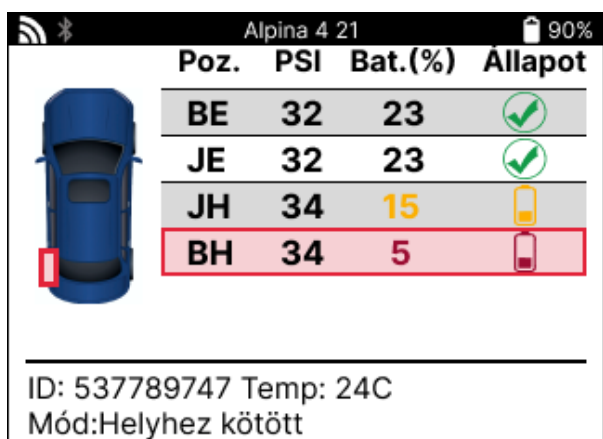 Alpina 4 21 90%
Poz. PSI Bat.(%) Állapot
BE 32 23
JE 32 23
JH 34 15
BH 34 5
ID: 537789747 Temp: 24C
Mód:Helyhez kötött